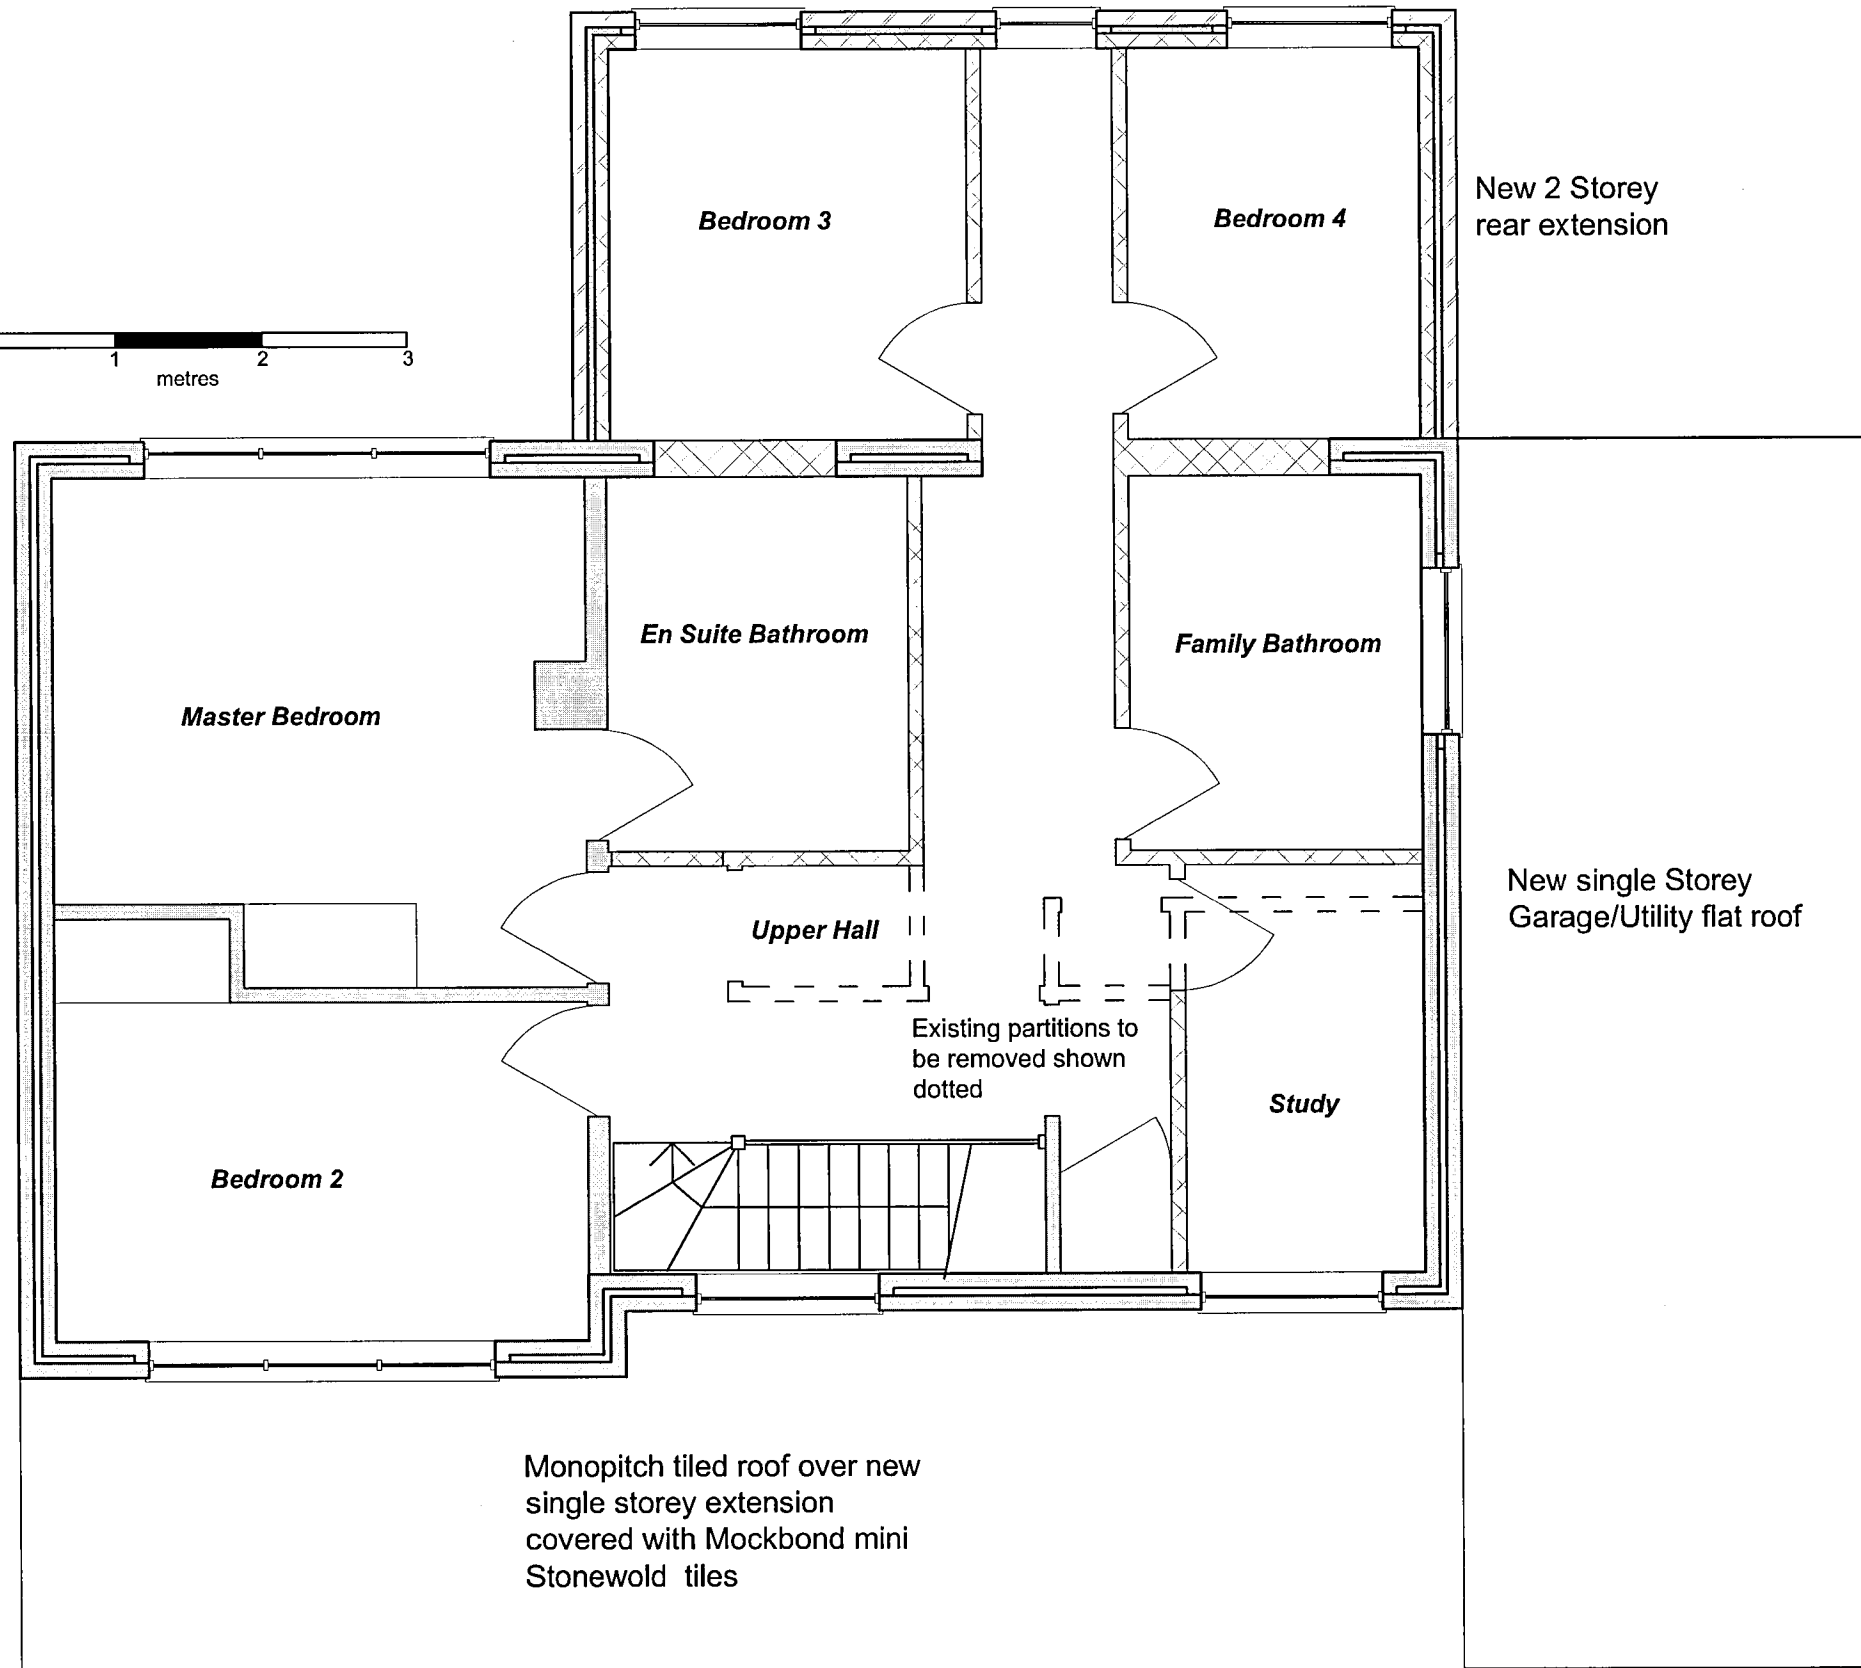 New 2 Storey
rear extension
Bedroom 3
Bedroom 4
1 2 3
metres
En Suite Bathroom
Family Bathroom
Master Bedroom
New single Storey
Garage/Utility flat roof
Upper Hall
Existing partitions to
be removed shown
dotted
Study
Bedroom 2
Monopitch tiled roof over new
single storey extension
covered with Mockbond mini
Stonewold tiles